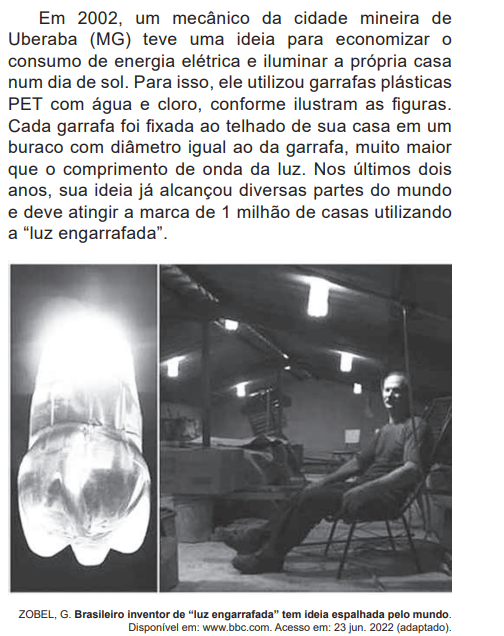 Em 2002, um mecânico da cidade mineira de
Uberaba (MG) teve uma ideia para economizar o
consumo de energia elétrica e iluminar a própria casa
num dia de sol. Para isso, ele utilizou garrafas plásticas
PET com água e cloro, conforme ilustram as figuras.
Cada garrafa foi fixada ao telhado de sua casa em um
buraco com diâmetro igual ao da garrafa, muito maior
que o comprimento de onda da luz. Nos últimos dois
anos, sua ideia já alcançou diversas partes do mundo
e deve atingir a marca de 1 milhão de casas utilizando
a “luz engarrafada”.
ZOBEL, G. Brasileiro inventor de “luz engarrafada” tem ideia espalhada pelo mundo.
Disponível em: www.bbc.com. Acesso em: 23 jun. 2022 (adaptado).